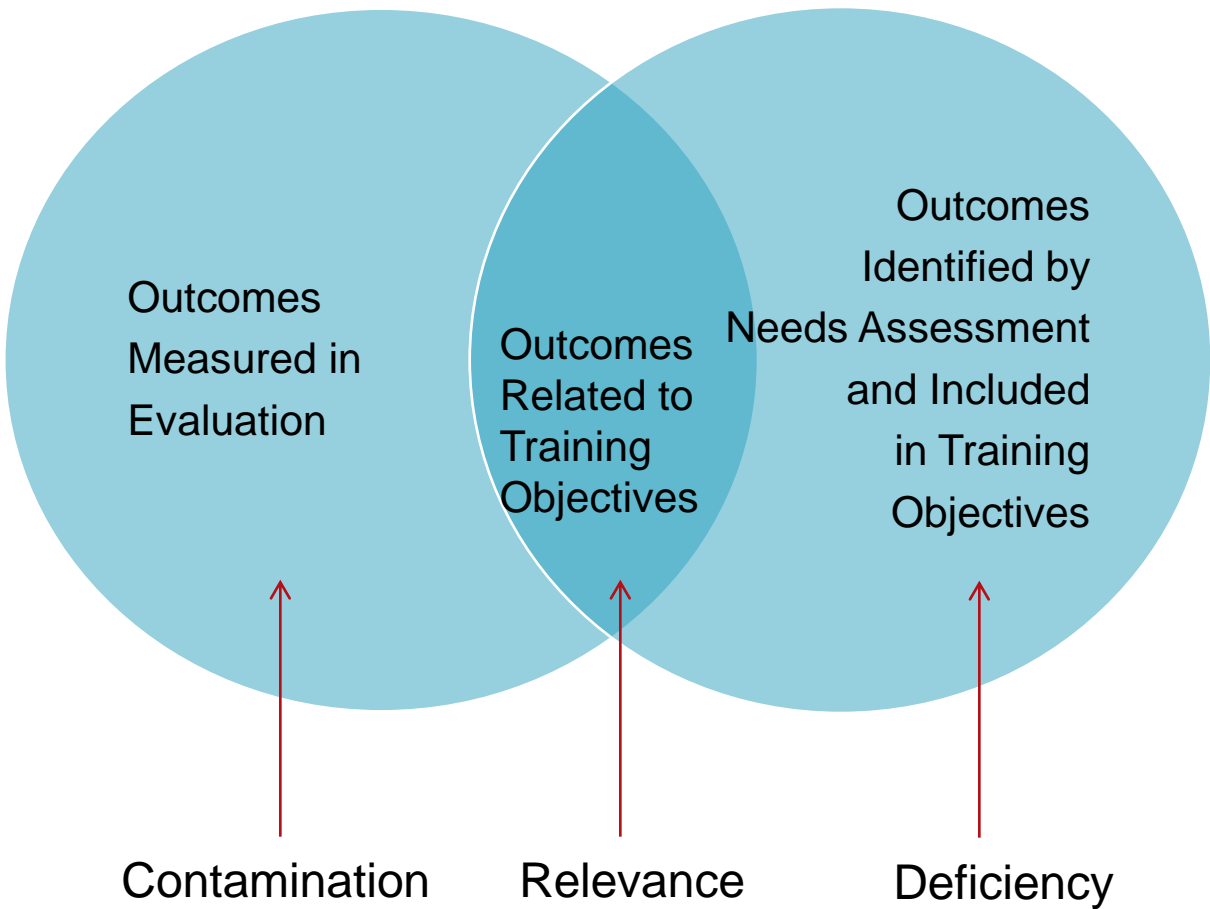 Outcomes
Measured in
Evaluation
Outcomes
Related to
Training
Objectives
Outcomes
Identified by
Needs Assessment
and Included
in Training
Objectives
Contamination
Relevance
Deficiency